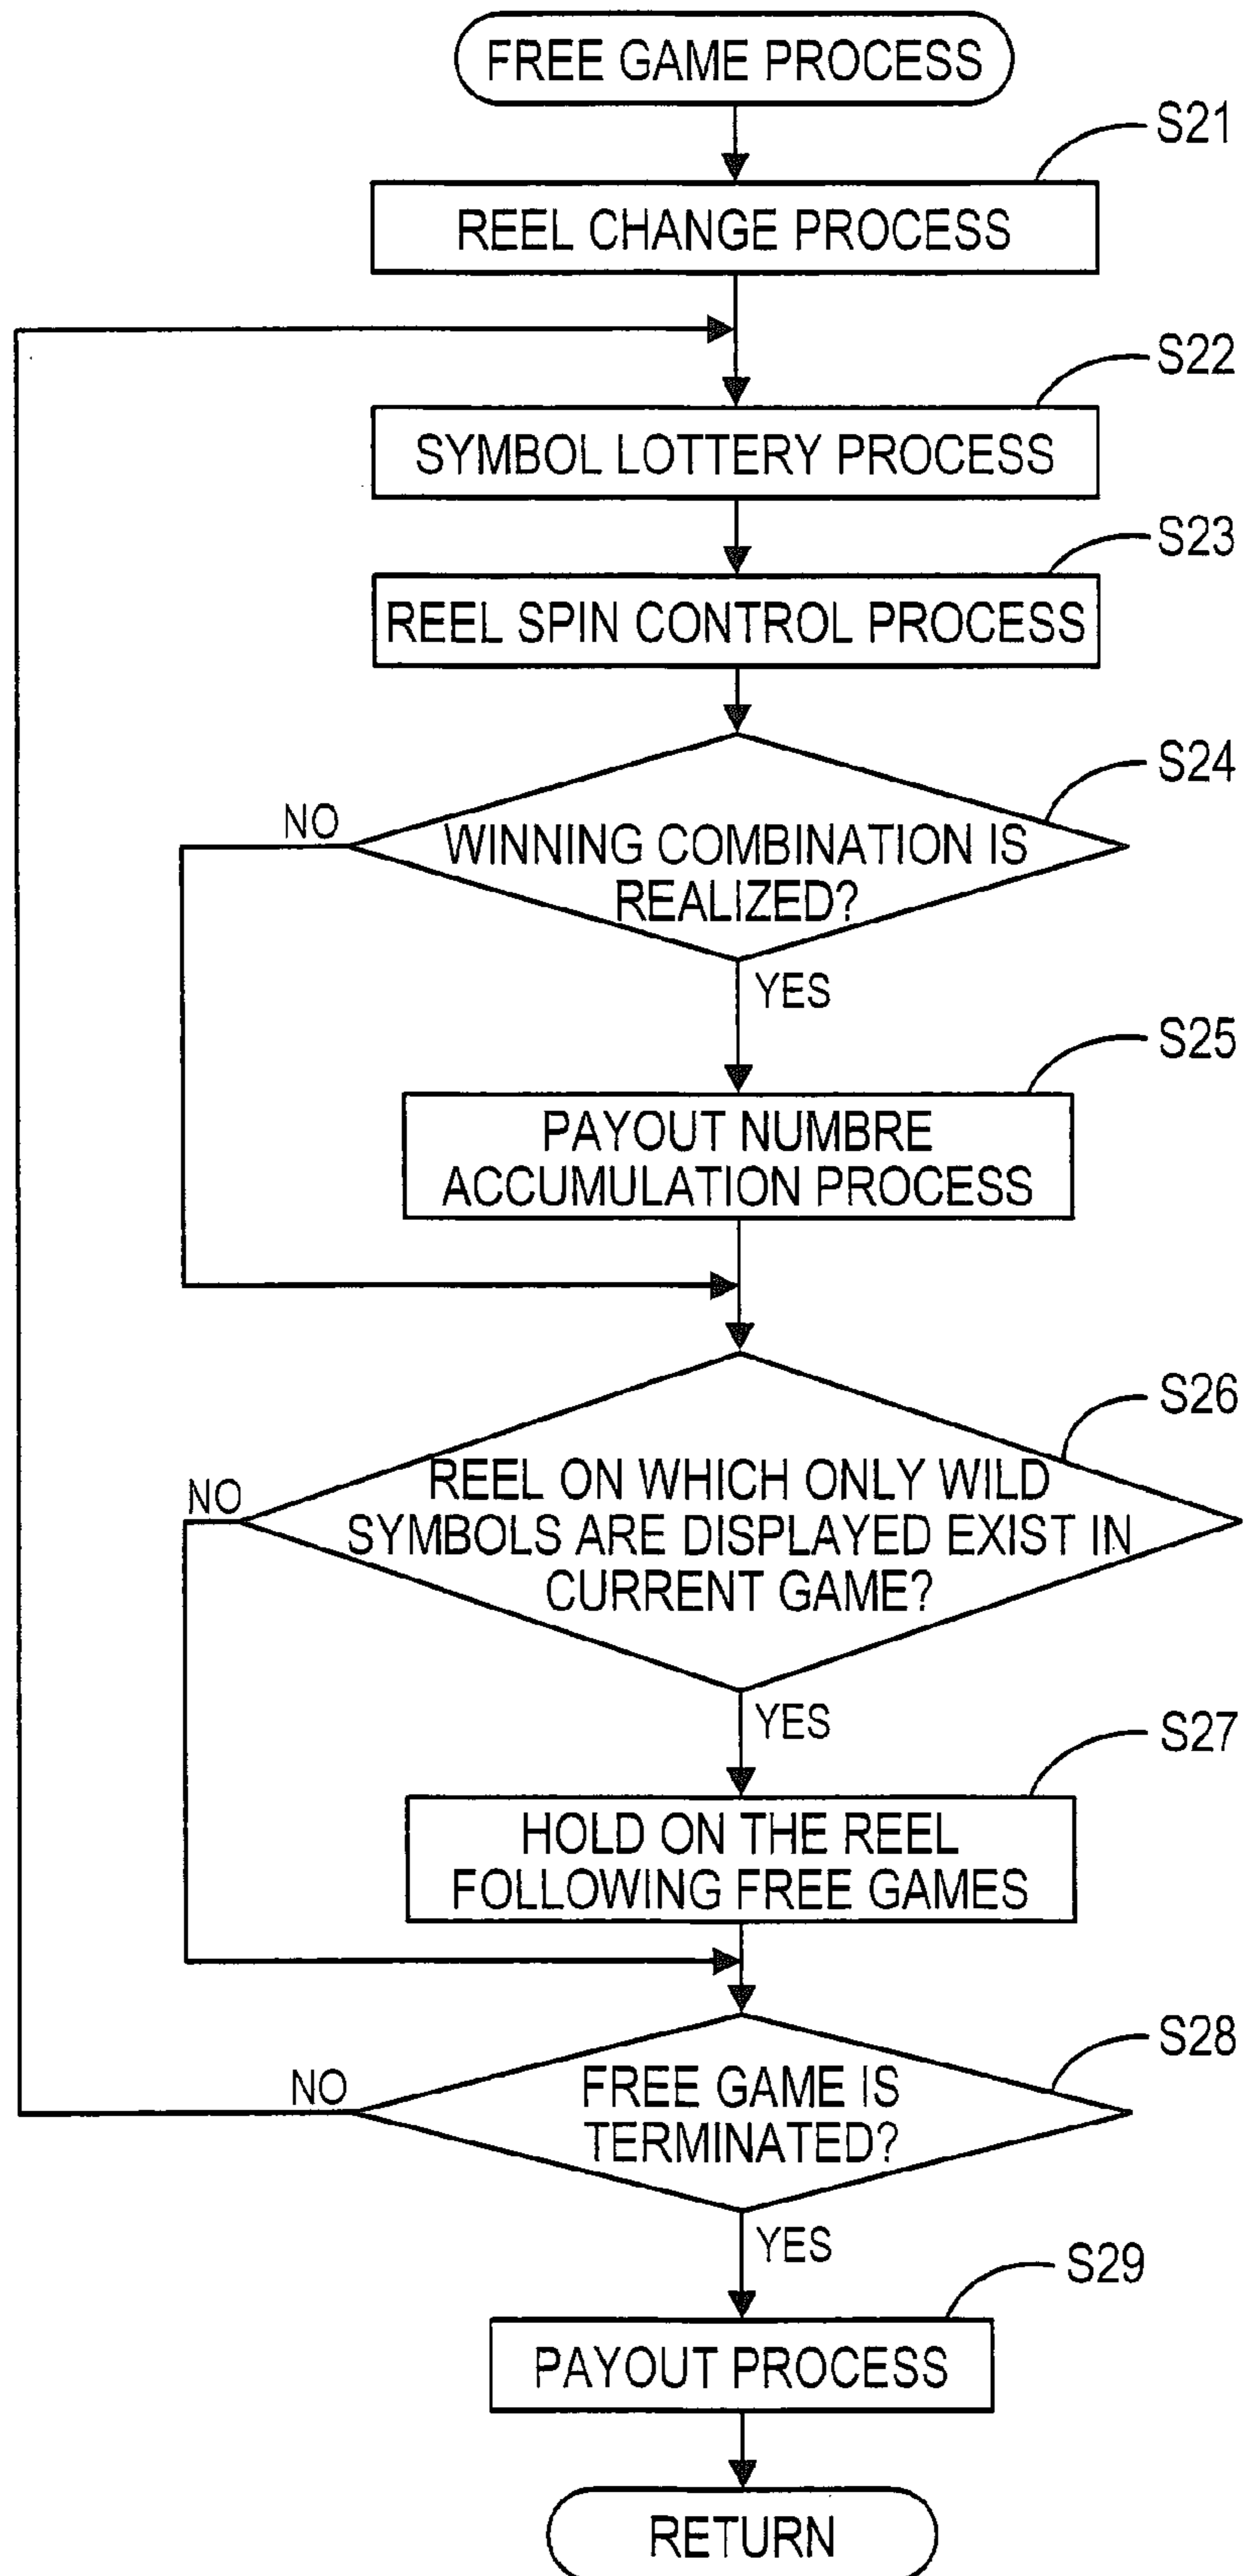 FREE GAME PROCESS
S21
REEL CHANGE PROCESS
S22
SYMBOL LOTTERY PROCESS
S23
REEL SPIN CONTROL PROCESS
S24
NO
WINNING COMBINATION IS
REALIZED?
YES
S25
PAYOUT NUMBRE
ACCUMULATION PROCESS
S26
NO
REEL ON WHICH ONLY WILD
SYMBOLS ARE DISPLAYED EXIST IN
CURRENT GAME?
YES
S27
HOLD ON THE REEL
FOLLOWING FREE GAMES
S28
NO
FREE GAME IS
TERMINATED?
YES
S29
PAYOUT PROCESS
RETURN